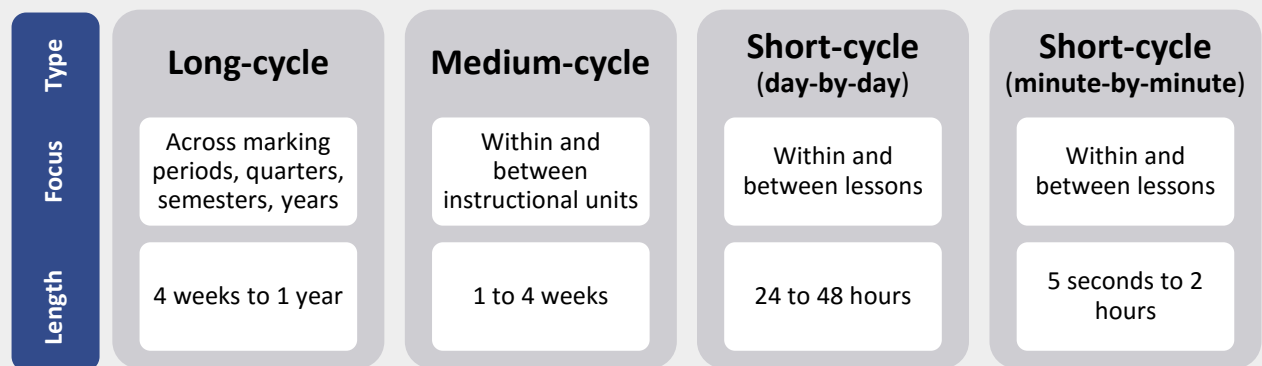 Type
Long-cycle
Medium-cycle
Short-cycle
(day-by-day)
Short-cycle
(minute-by-minute)
Focus
Across marking
periods, quarters,
semesters, years
Within and
between
instructional units
Within and
between lessons
Within and
between lessons
Length
4 weeks to 1 year
1 to 4 weeks
24 to 48 hours
5 seconds to 2
hours